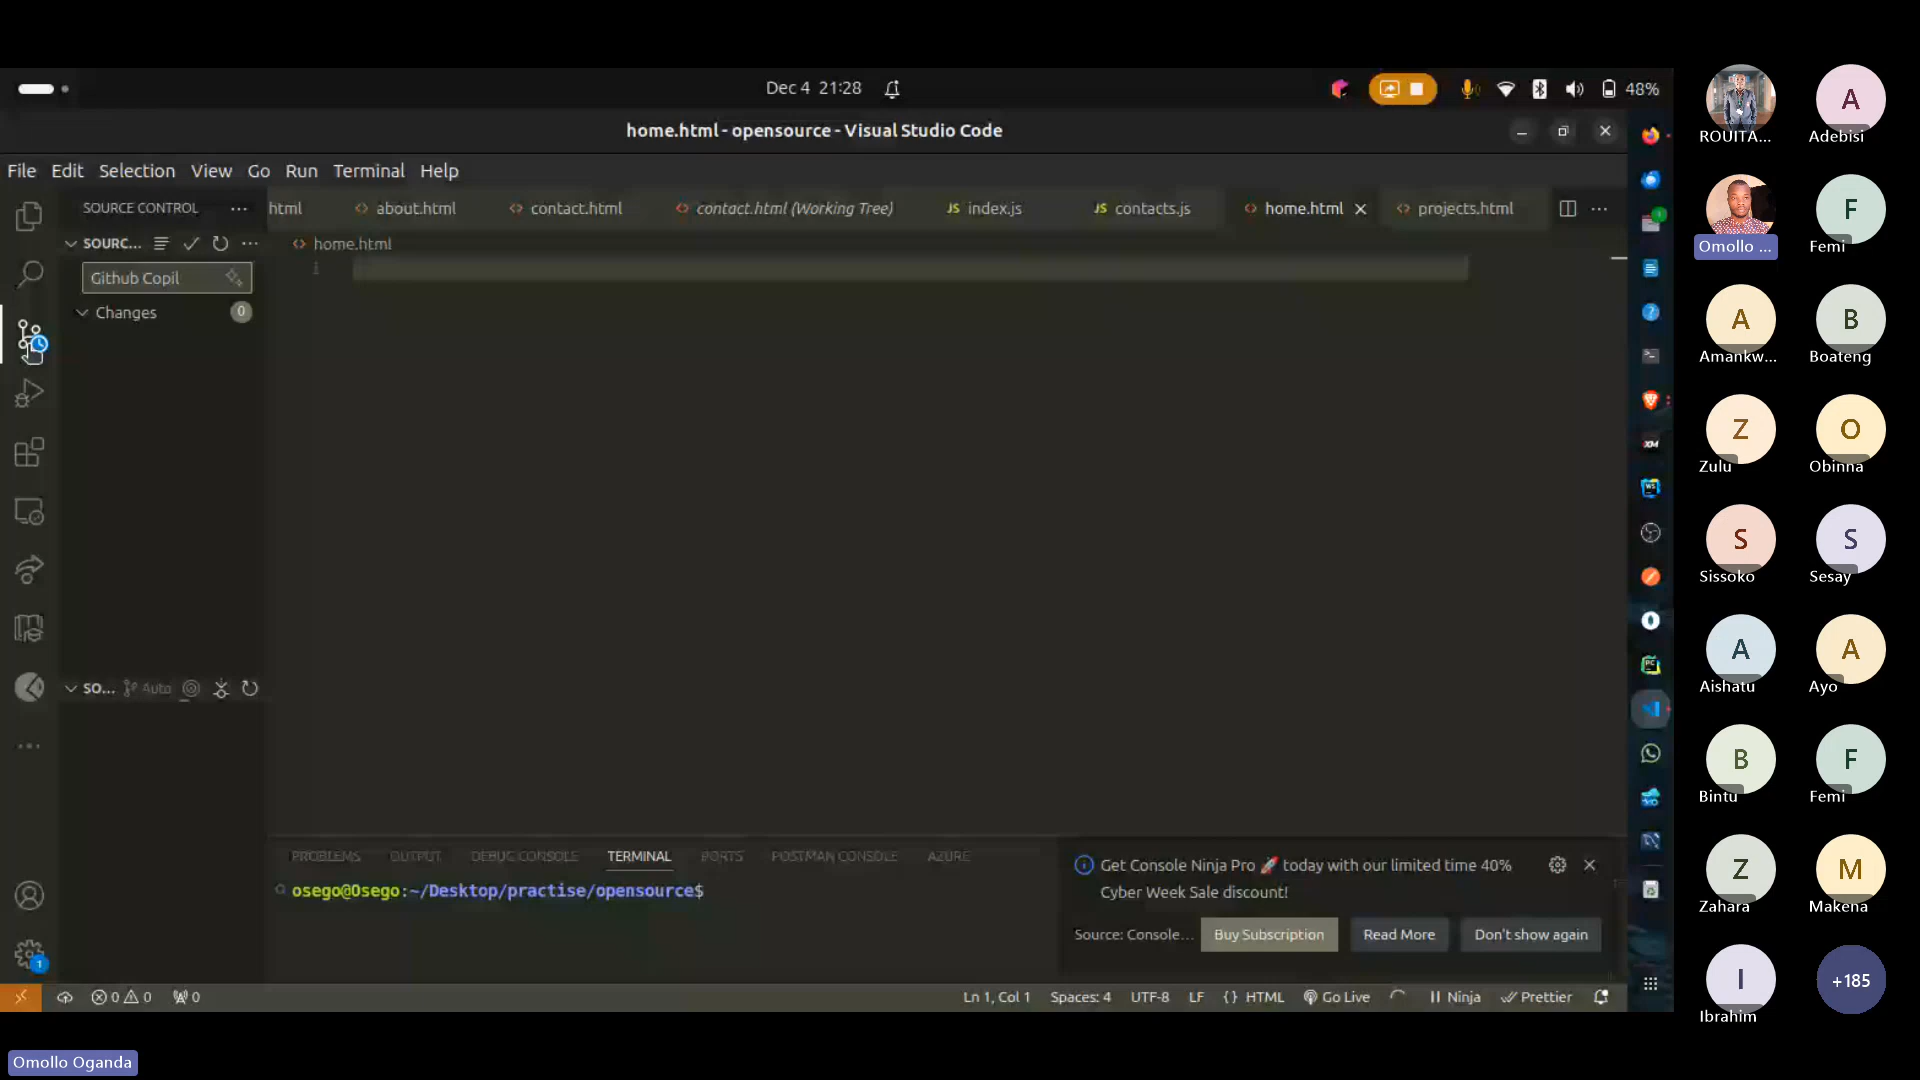 Dec 4 21:28
48%
home.html - opensource - Visual Studio Code
File Edit Selection View Go Run Terminal Help
SOURCE CONTROL
html
about.html
contact.html
contact.html (Working Tree)
JS index.js
JS contacts.js
home.html
projects.html
SOURC...
home.html
Github Copil
1
Changes
0
SO...
Auto
PROBLEMS
OUTPUT
DEBUG CONSOLE
TERMINAL
PORTS
POSTMAN CONSOLE
AZURE
osego@Osego:~/Desktop/practise/opensource$
Get Console Ninja Pro 🚀 today with our limited time 40%
Cyber Week Sale discount!
Source: Console...
Buy Subscription
Read More
Don't show again
1
0 0
0
Ln 1, Col 1
Spaces: 4
UTF-8
LF
{} HTML
Go Live
Ninja
Prettier
ROUITA...
A
Adebisi
Omollo ...
F
Femi
A
Amankw...
B
Boateng
Z
Zulu
O
Obinna
S
Sissoko
S
Sesay
A
Aishatu
A
Ayo
B
Bintu
F
Femi
Z
Zahara
M
Makena
I
Ibrahim
+185
Omollo Oganda